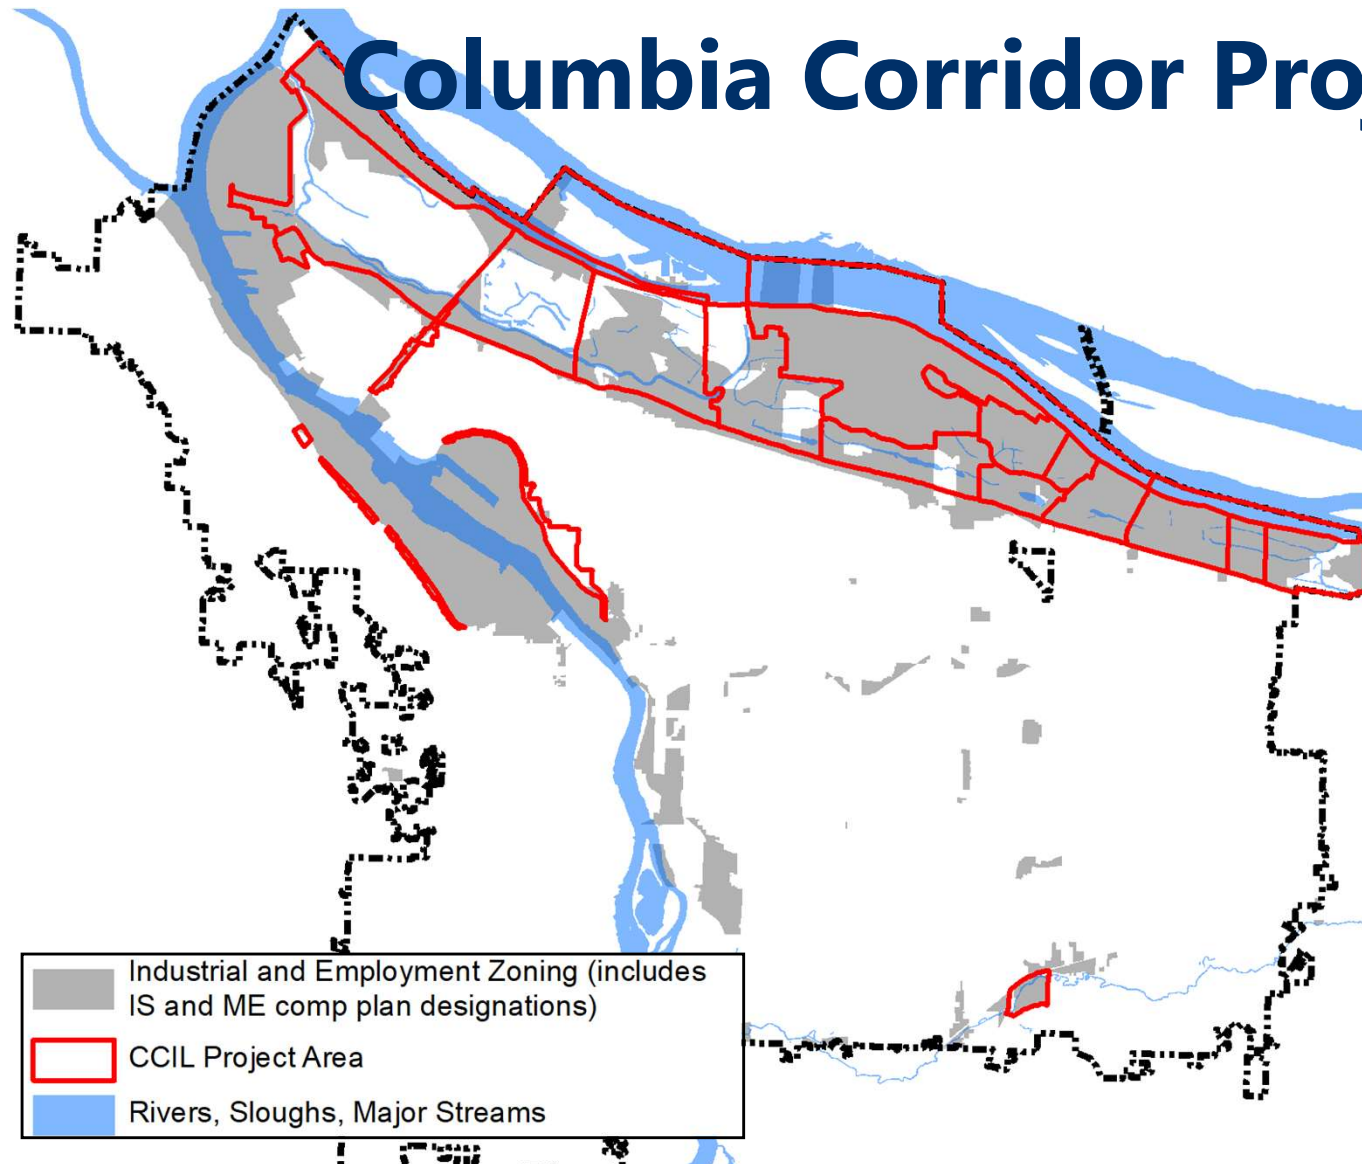 Columbia Corridor Pro
Industrial and Employment Zoning (includes
IS and ME comp plan designations)
CCIL Project Area
Rivers, Sloughs, Major Streams